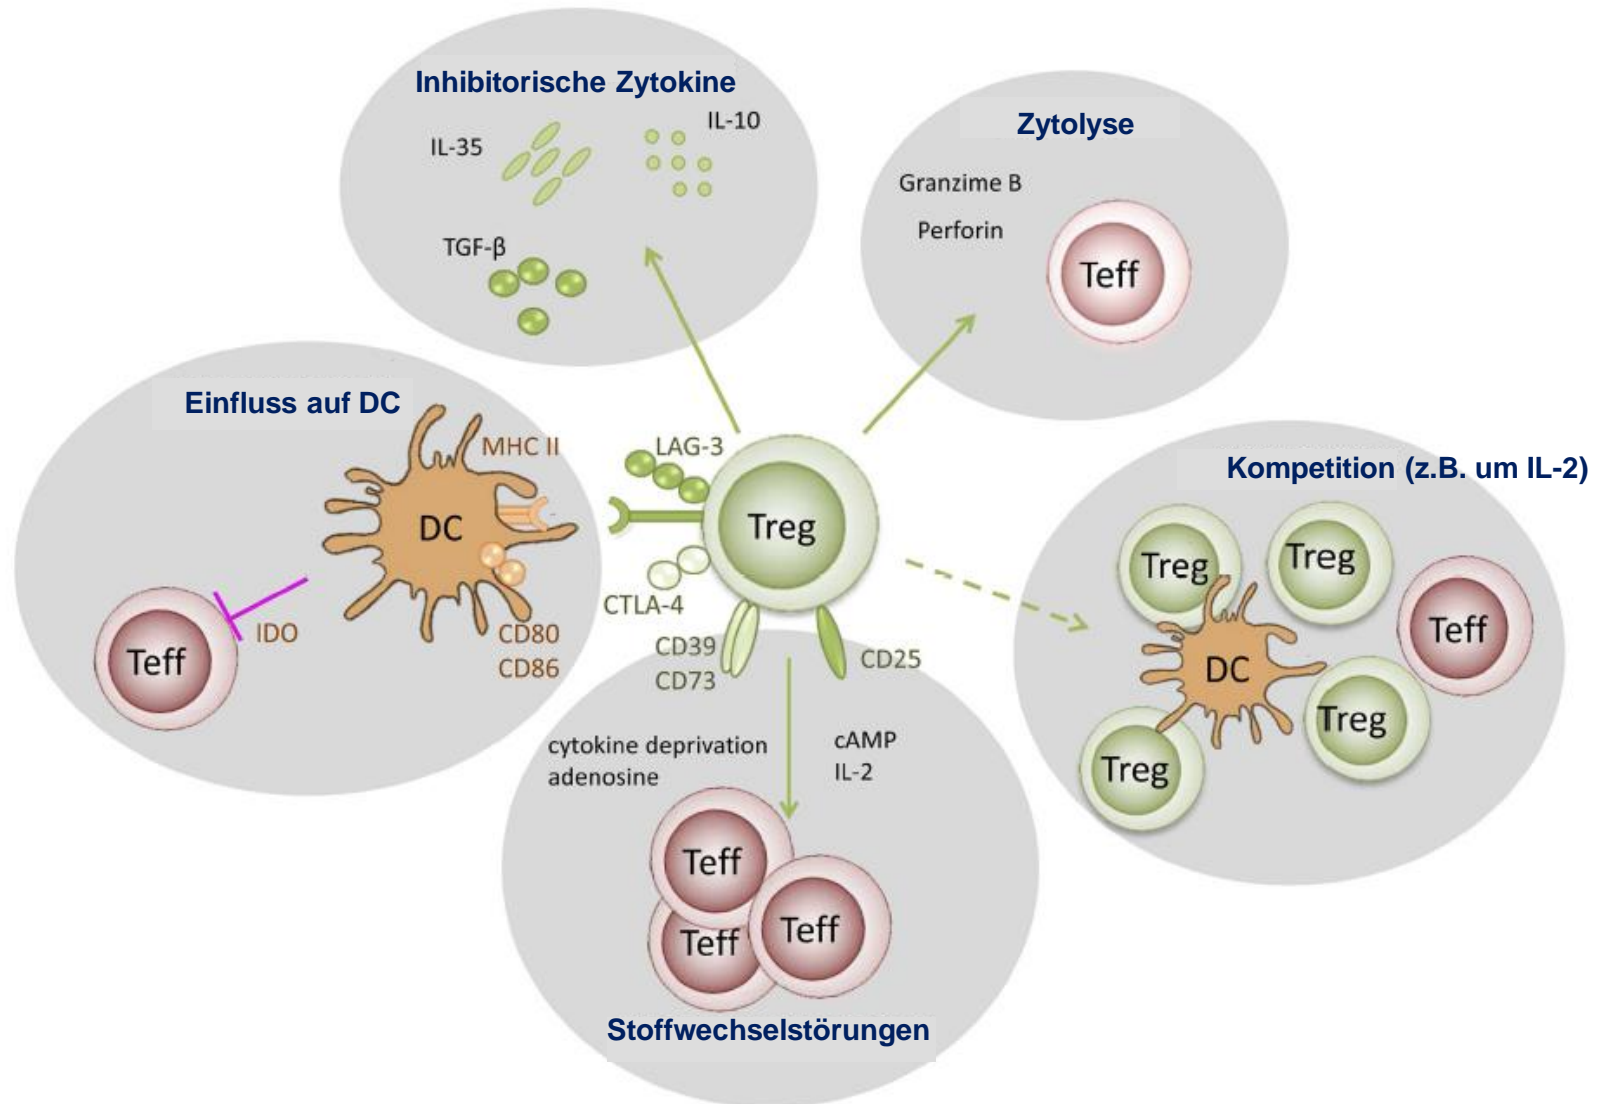 Inhibitorische Zytokine
IL-35
IL-10
TGF-β
Zytolyse
Granzime B
Perforin
Teff
Einfluss auf DC
MHC II
DC
IDO
Teff
CD80
CD86
LAG-3
Treg
CTLA-4
CD39
CD73
CD25
Kompetition (z.B. um IL-2)
Treg
Treg
Teff
DC
Treg
Treg
cytokine deprivation
adenosine
cAMP
IL-2
Teff
Teff
Teff
Stoffwechselstörungen